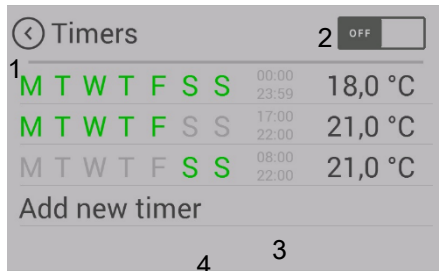 Timers 2 OFF
1
M T W T F S S 00:00 23:59 18,0 °C
M T W T F S S 17:00 22:00 21,0 °C
M T W T F S S 08:00 22:00 21,0 °C
Add new timer
3
4